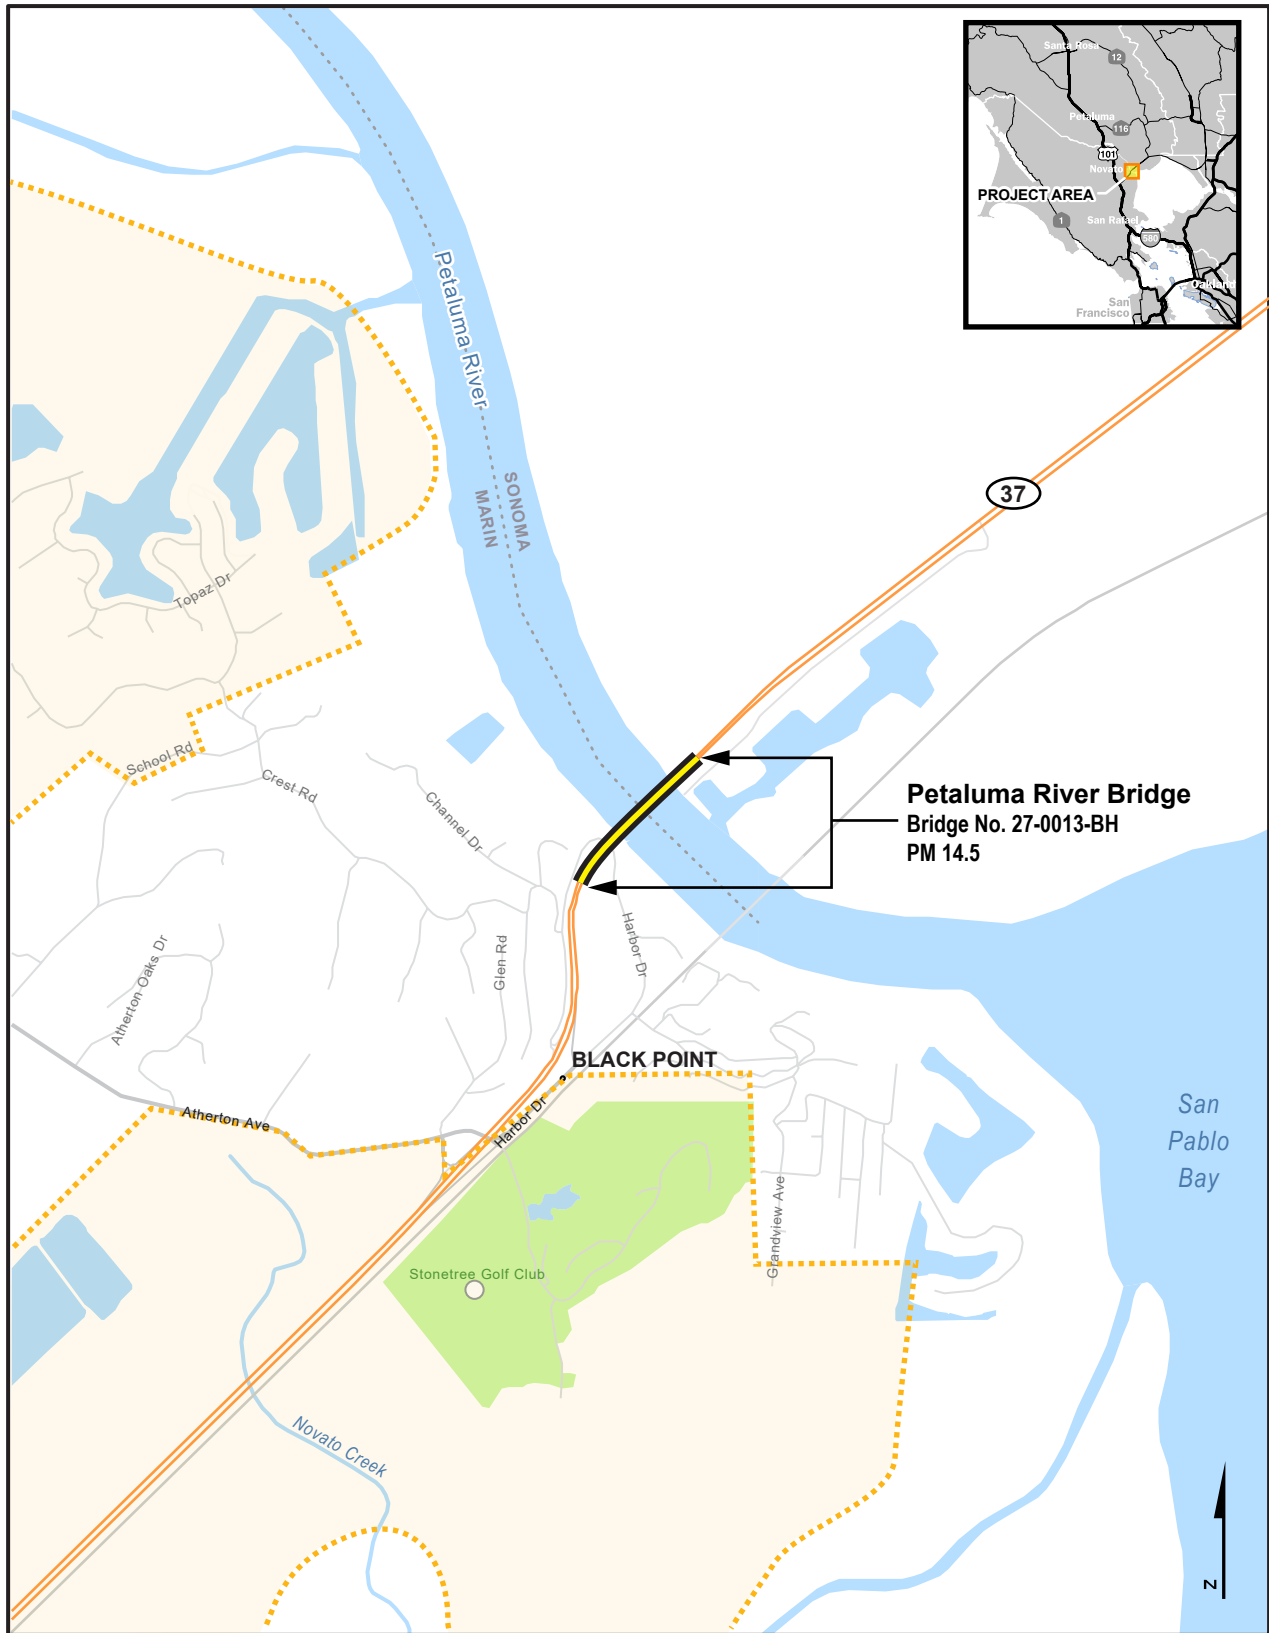 Santa Rosa
12
Petaluma
116
101
Novato
PROJECT AREA
1
San Rafael
580
Oakland
San
Francisco
Petaluma River
SONOMA
MARIN
37
Topaz Dr
School Rd
Crest Rd
Channel Dr
Petaluma River Bridge
Bridge No. 27-0013-BH
PM 14.5
Atherton Oaks Dr
Glen Rd
Harbor Dr
BLACK POINT
Atherton Ave
Harbor Dr
San
Pablo
Bay
Grandview Ave
Stonetree Golf Club
Novato Creek
N